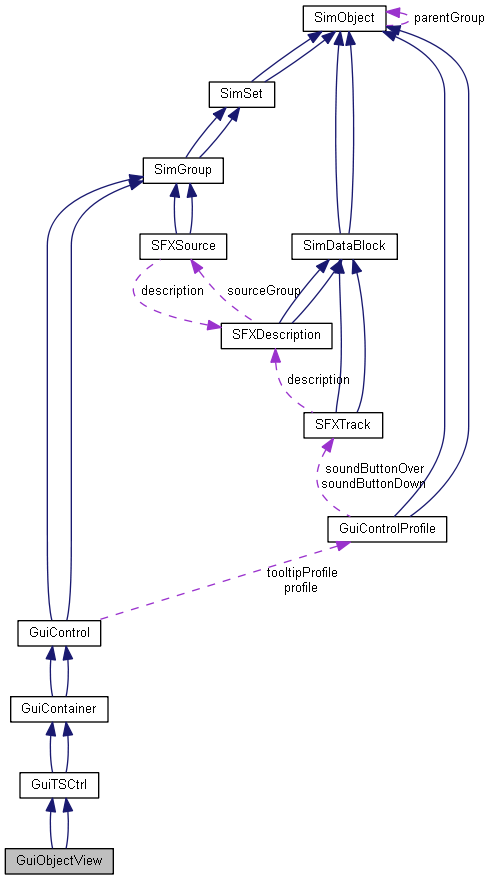 SimObject
parentGroup
SimSet
SimGroup
SFXSource
SimDataBlock
description
sourceGroup
SFXDescription
description
SFXTrack
soundButtonOver
soundButtonDown
GuiControlProfile
tooltipProfile
profile
GuiControl
GuiContainer
GuiTSCtrl
GuiObjectView